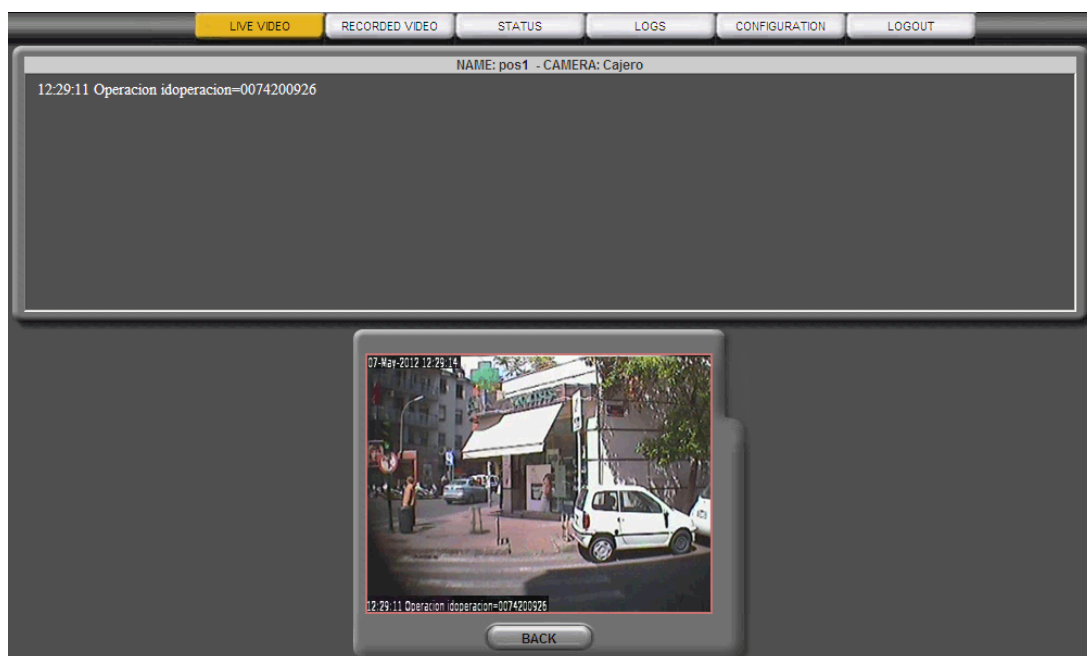 LIVE VIDEO
RECORDED VIDEO
STATUS
LOGS
CONFIGURATION
LOGOUT
NAME: pos1 - CAMERA: Cajero
12:29:11 Operacion idoperacion=0074200926
07-May-2012 12:29:14
12:29:11 Operacion idoperacion=0074200926
BACK